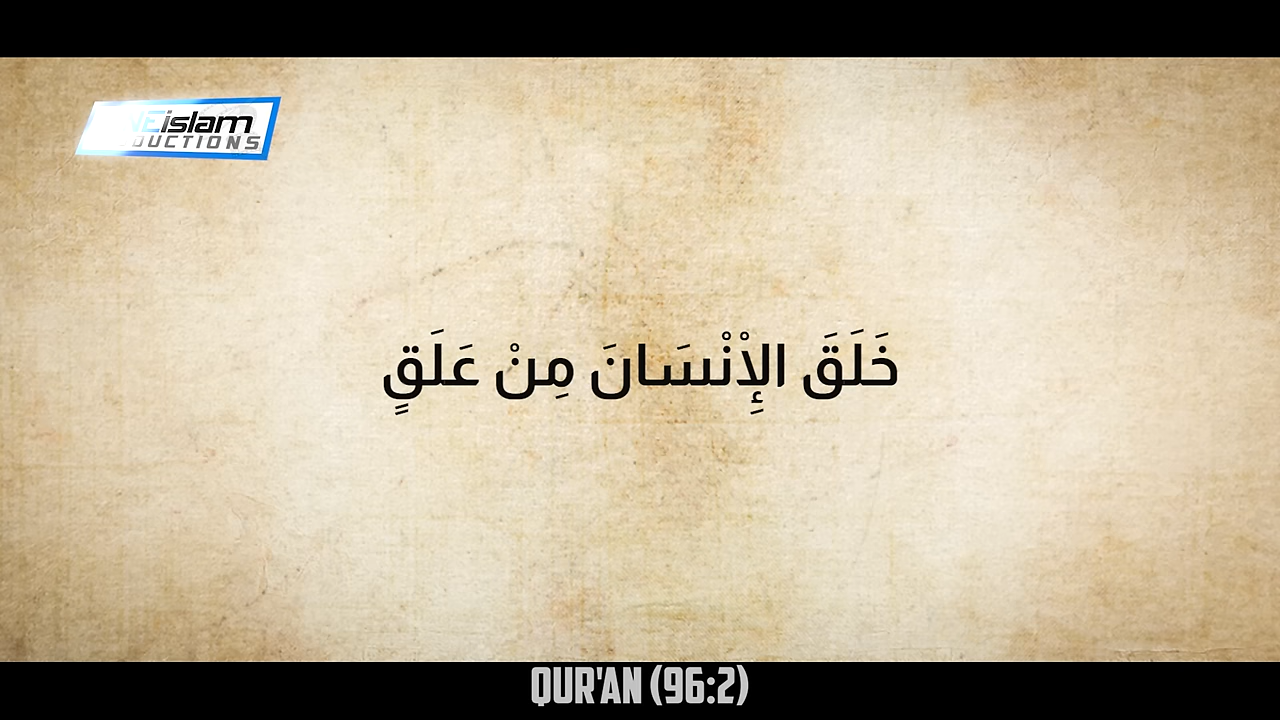 islam
خَلَقَ الإْنْسَانَ مِنْ عَلَقٍ
QUR'AN (96:2)